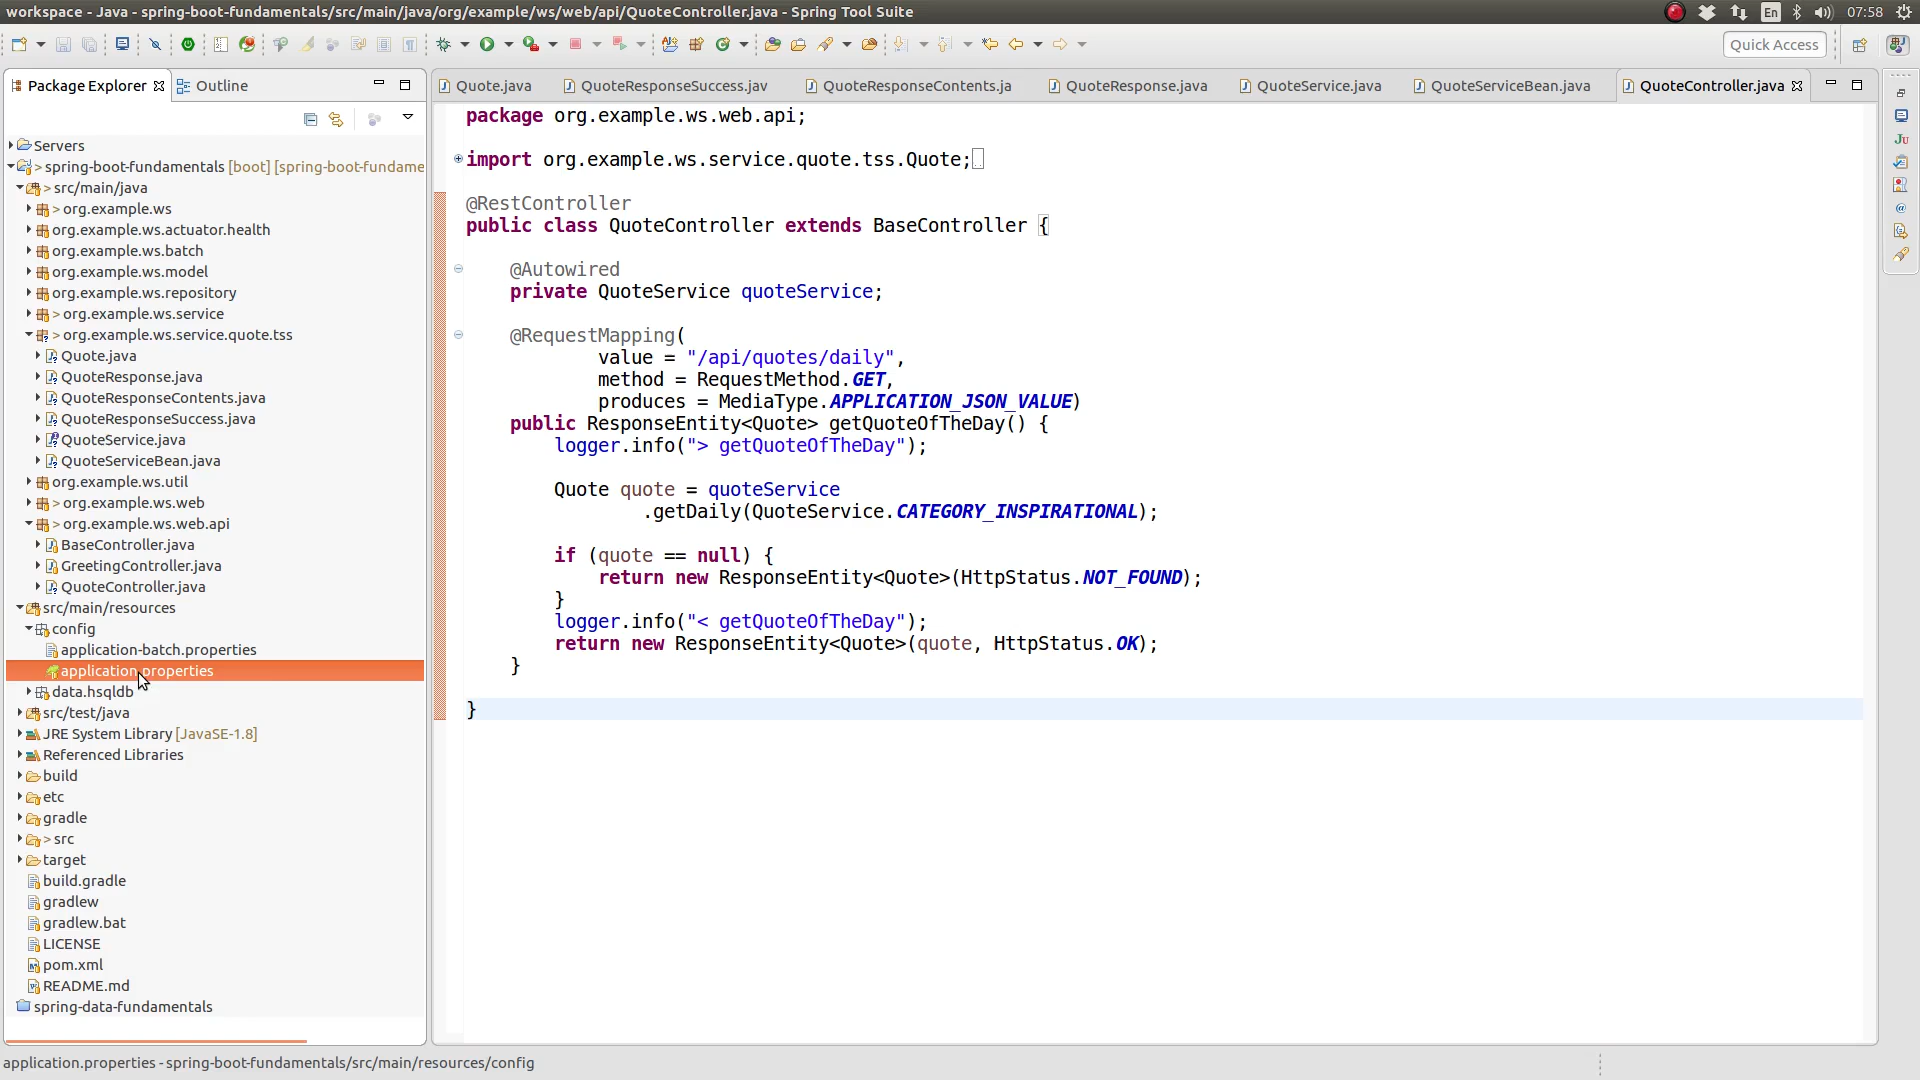 workspace - Java - spring-boot-fundamentals/src/main/java/org/example/ws/web/api/QuoteController.java - Spring Tool Suite
En
07:58
Quick Access
Package Explorer
Outline
Quote.java
QuoteResponseSuccess.jav
QuoteResponseContents.ja
QuoteResponse.java
QuoteService.java
QuoteServiceBean.java
QuoteController.java
Servers
> spring-boot-fundamentals [boot] [spring-boot-fundame
> src/main/java
> org.example.ws
org.example.ws.actuator.health
org.example.ws.batch
org.example.ws.model
org.example.ws.repository
> org.example.ws.service
> org.example.ws.service.quote.tss
Quote.java
QuoteResponse.java
QuoteResponseContents.java
QuoteResponseSuccess.java
QuoteService.java
QuoteServiceBean.java
org.example.ws.util
> org.example.ws.web
> org.example.ws.web.api
BaseController.java
GreetingController.java
QuoteController.java
src/main/resources
config
application-batch.properties
application.properties
data.hsqldb
src/test/java
JRE System Library [JavaSE-1.8]
Referenced Libraries
build
etc
gradle
> src
target
build.gradle
gradlew
gradlew.bat
LICENSE
pom.xml
README.md
spring-data-fundamentals
package org.example.ws.web.api;
import org.example.ws.service.quote.tss.Quote;
@RestController
public class QuoteController extends BaseController {
@Autowired
private QuoteService quoteService;
@RequestMapping(
value = "/api/quotes/daily",
method = RequestMethod.GET,
produces = MediaType.APPLICATION_JSON_VALUE)
public ResponseEntity<Quote> getQuoteOfTheDay() {
logger.info("> getQuoteOfTheDay");
Quote quote = quoteService
.getDaily(QuoteService.CATEGORY_INSPIRATIONAL);
if (quote == null) {
return new ResponseEntity<Quote>(HttpStatus.NOT_FOUND);
}
logger.info("< getQuoteOfTheDay");
return new ResponseEntity<Quote>(quote, HttpStatus.OK);
}
}
application.properties - spring-boot-fundamentals/src/main/resources/config